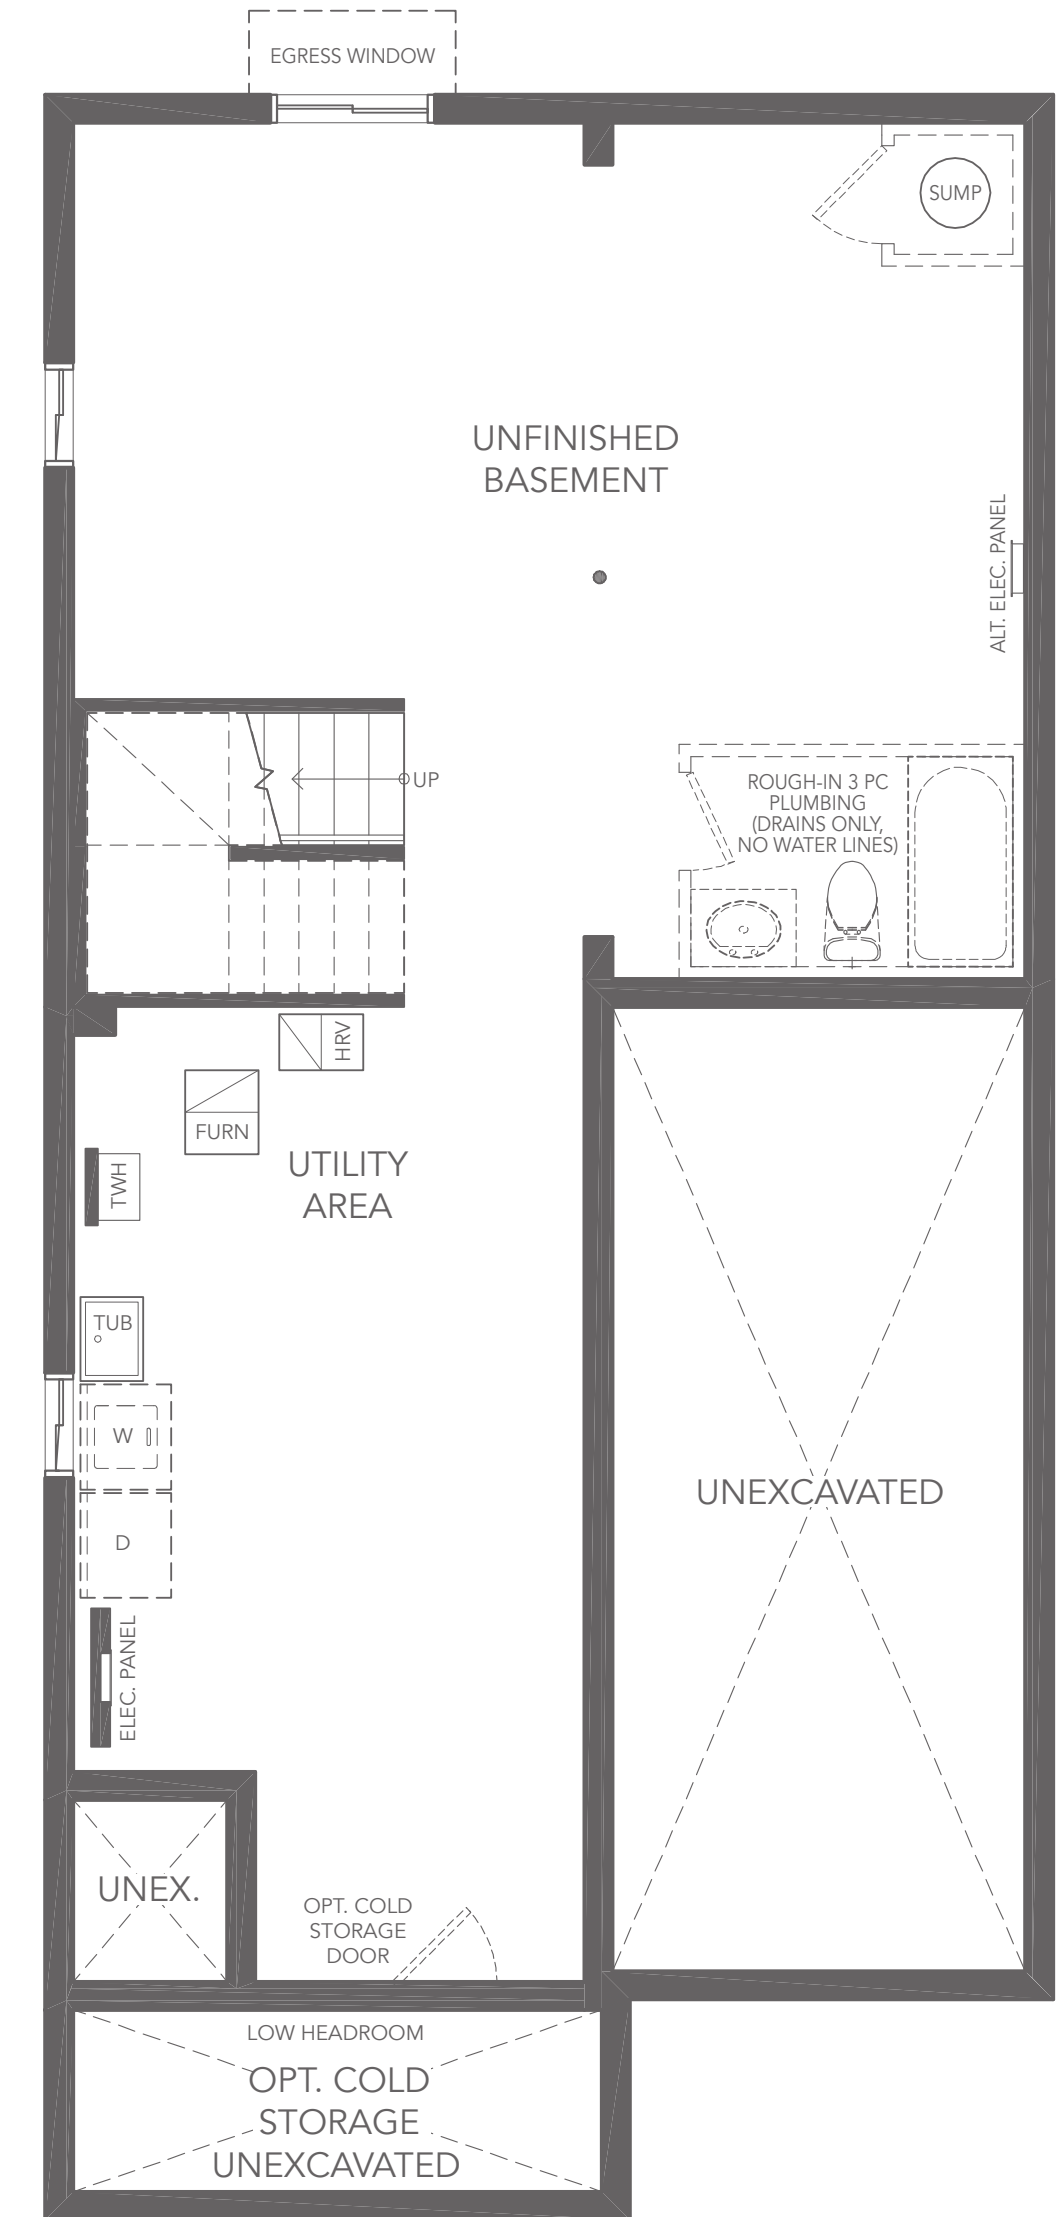 EGRESS WINDOW
SUMP
UNFINISHED
BASEMENT
ALT. ELEC. PANEL
UP
ROUGH-IN 3 PC
PLUMBING
(DRAINS ONLY,
NO WATER LINES)
HRV
FURN
TWH
UTILITY
AREA
TUB
W
D
ELEC. PANEL
UNEXCAVATED
UNEX.
OPT. COLD
STORAGE
DOOR
LOW HEADROOM
OPT. COLD
STORAGE
UNEXCAVATED